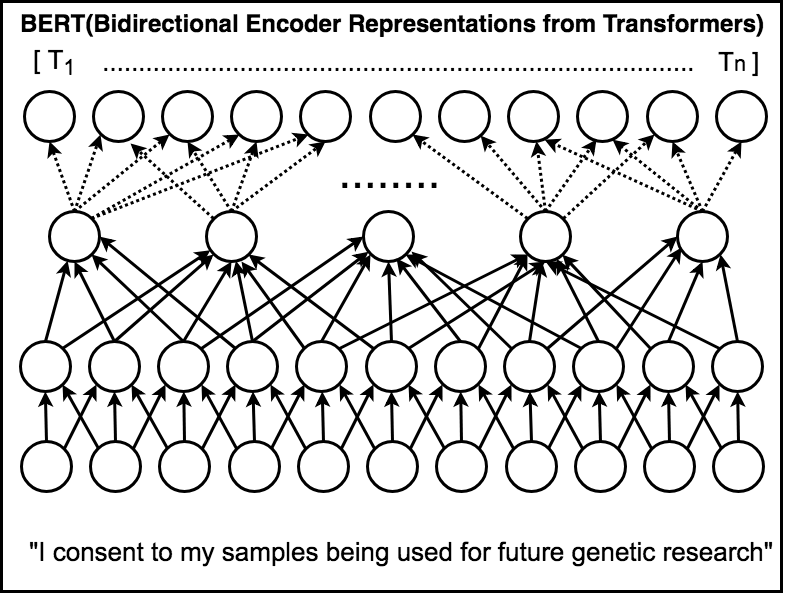 BERT(Bidirectional Encoder Representations from Transformers)
[ T1 ........................................................................ Tn ]
........
"I consent to my samples being used for future genetic research"